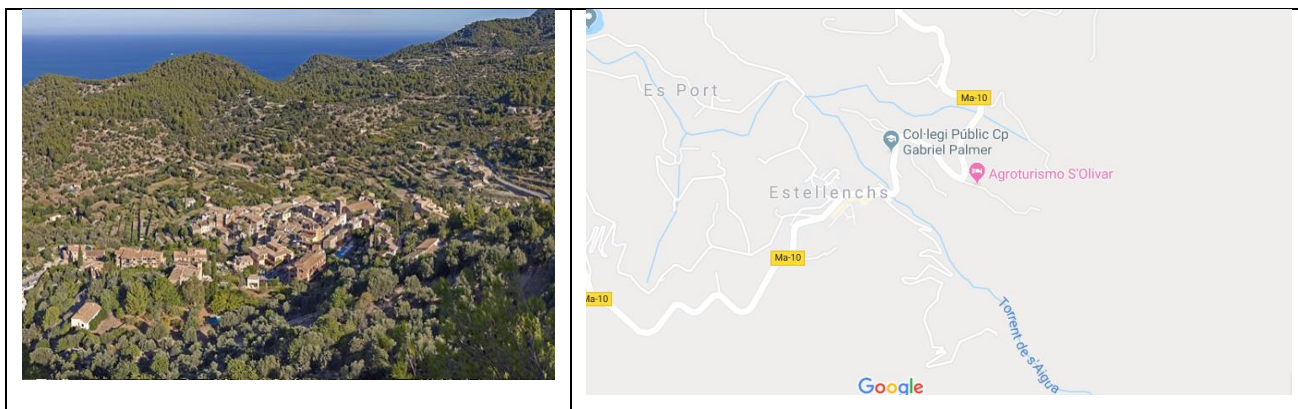 Es Port
Ma-10
Col·legi Públic Cp
Gabriel Palmer
Agroturismo S'Olivar
Estellenchs
Ma-10
Ma-10
Torrent de s'Aigua
Google